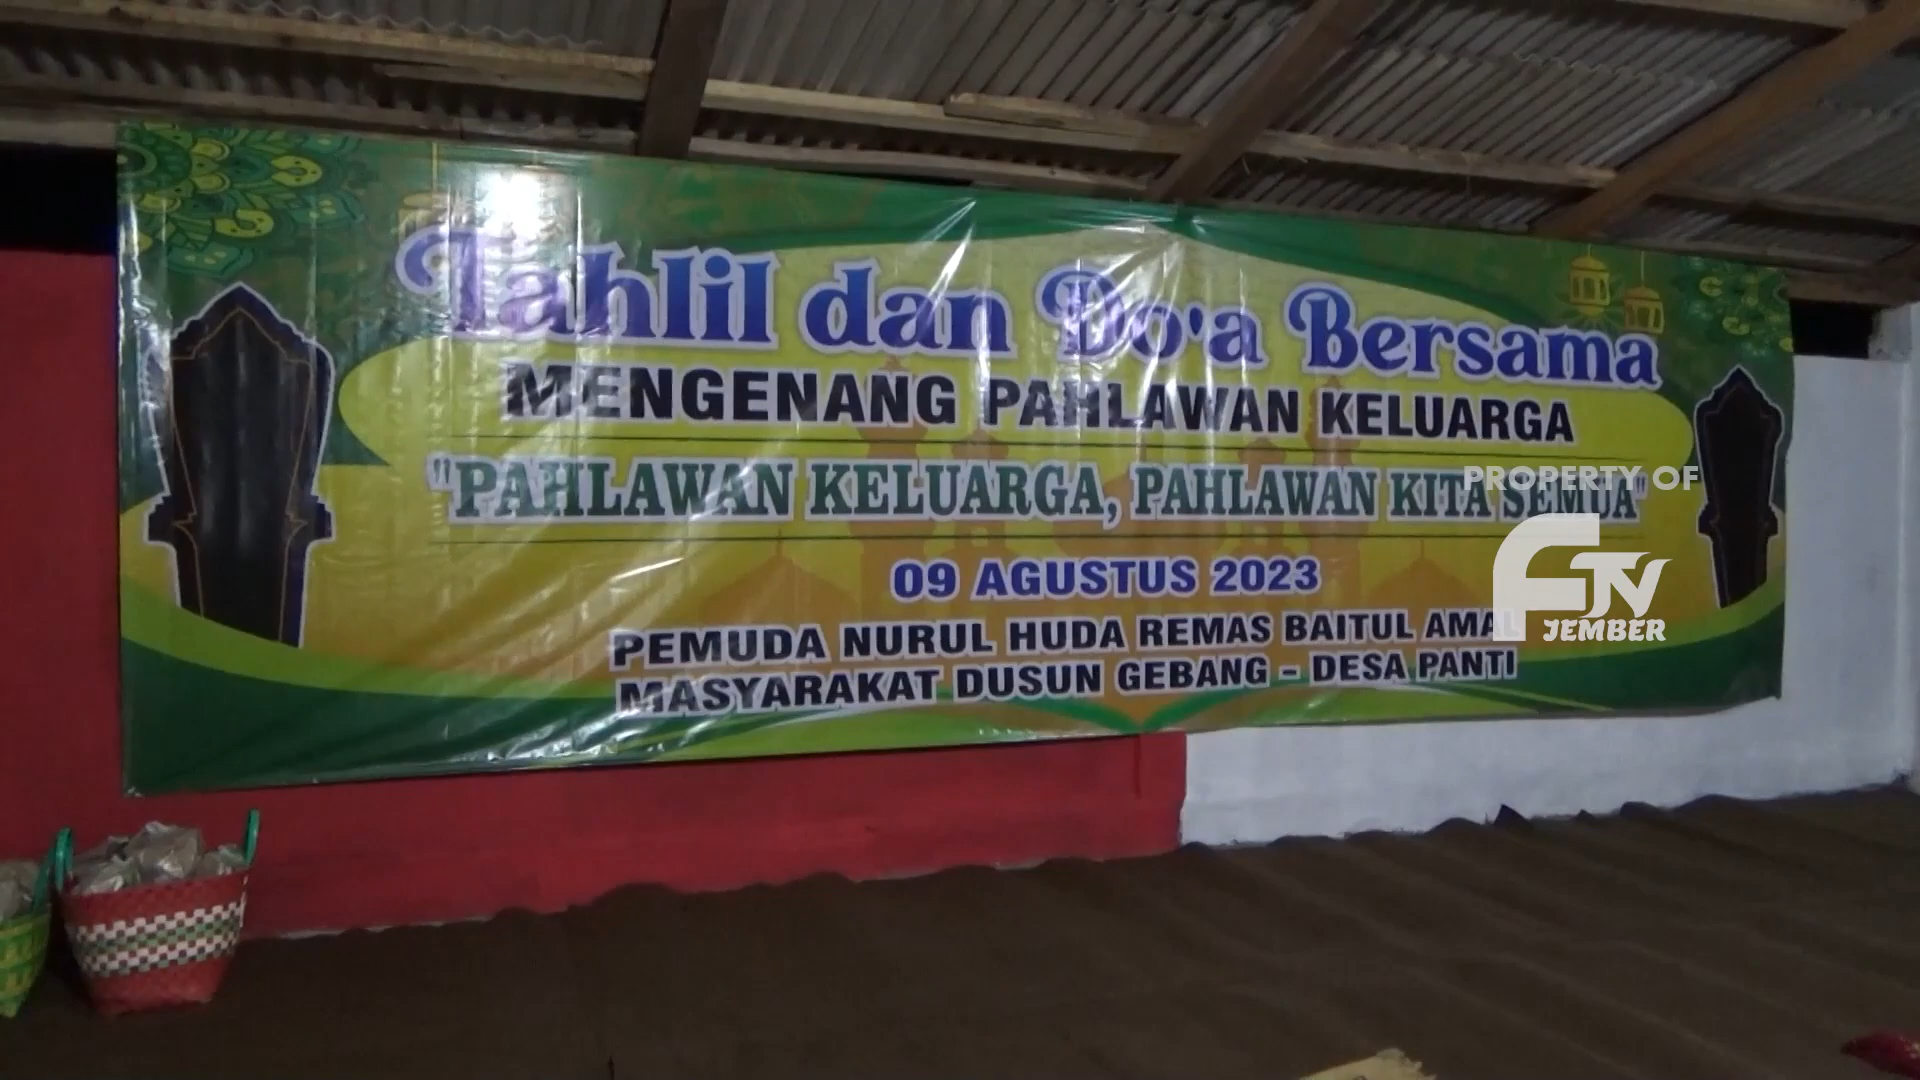 Tahlil dan Do'a Bersama
MENGENANG PAHLAWAN KELUARGA
"PAHLAWAN KELUARGA, PAHLAWAN KITA SEMUA"
PROPERTY OF
FTV
JEMBER
09 AGUSTUS 2023
PEMUDA NURUL HUDA REMAS BAITUL AMAL
MASYARAKAT DUSUN GEBANG - DESA PANTI